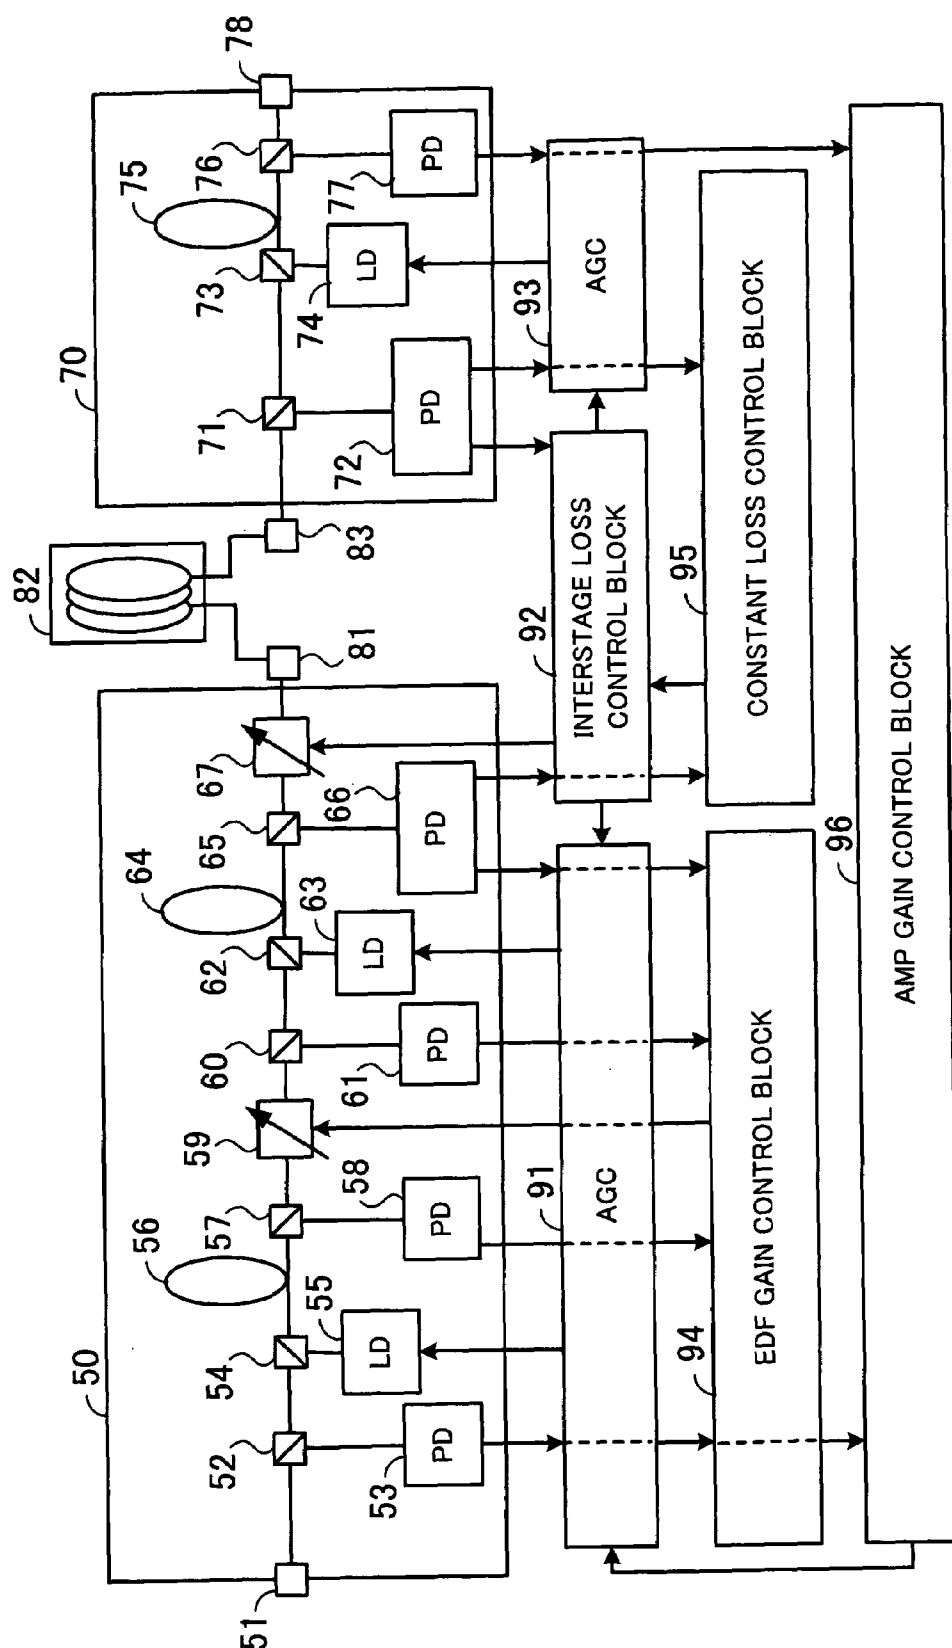 50
51
52
53
PD
54
55
LD
56
57
58
PD
59
60
61
PD
62
63
LD
64
65
66
PD
67
81
82
83
70
71
72
PD
73
74
LD
75
76
77
PD
78
91
AGC
92
INTERSTAGE LOSS
CONTROL BLOCK
93
AGC
94
EDF GAIN CONTROL BLOCK
95
CONSTANT LOSS CONTROL BLOCK
96
AMP GAIN CONTROL BLOCK